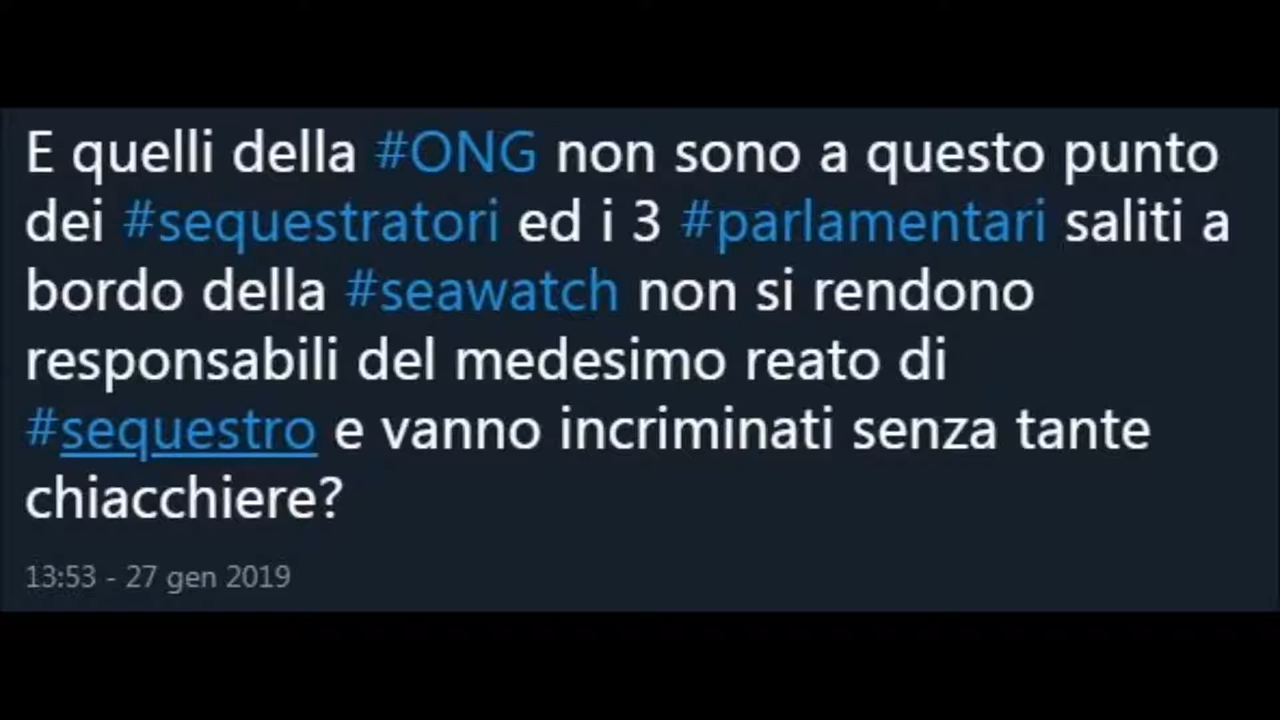 E quelli della #ONG non sono a questo punto
dei #sequestratori ed i 3 #parlamentari saliti a
bordo della #seawatch non si rendono
responsabili del medesimo reato di
#sequestro e vanno incriminati senza tante
chiacchiere?
13:53 - 27 gen 2019